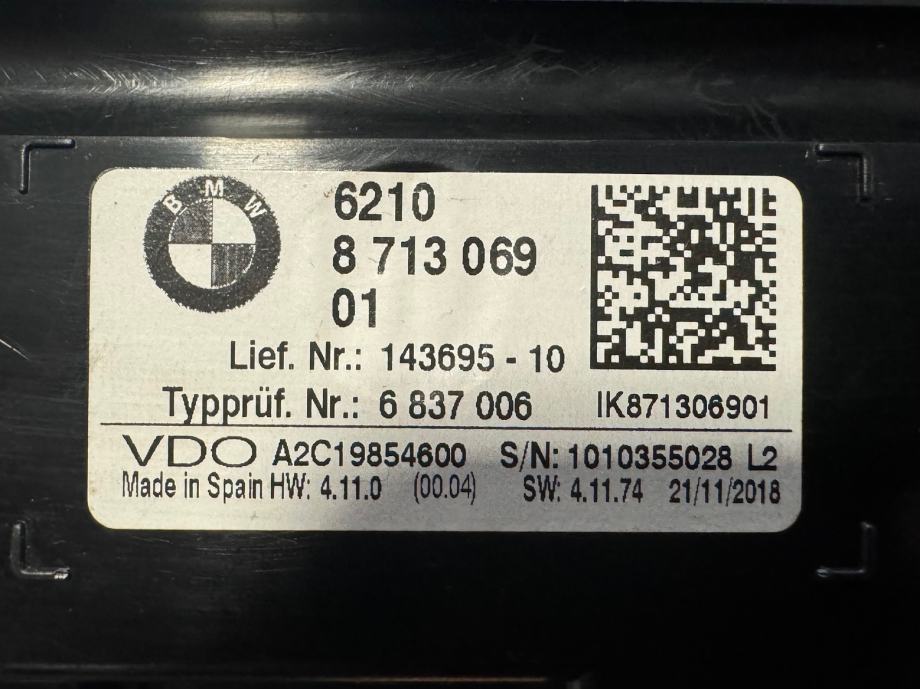 BMW
6210
8 713 069
01
Lief. Nr.: 143695 - 10
Typprüf. Nr.: 6 837 006
IK871306901
VDO A2C19854600 S/N: 1010355028 L2
Made in Spain HW: 4.11.0 (00.04) SW: 4.11.74 21/11/2018